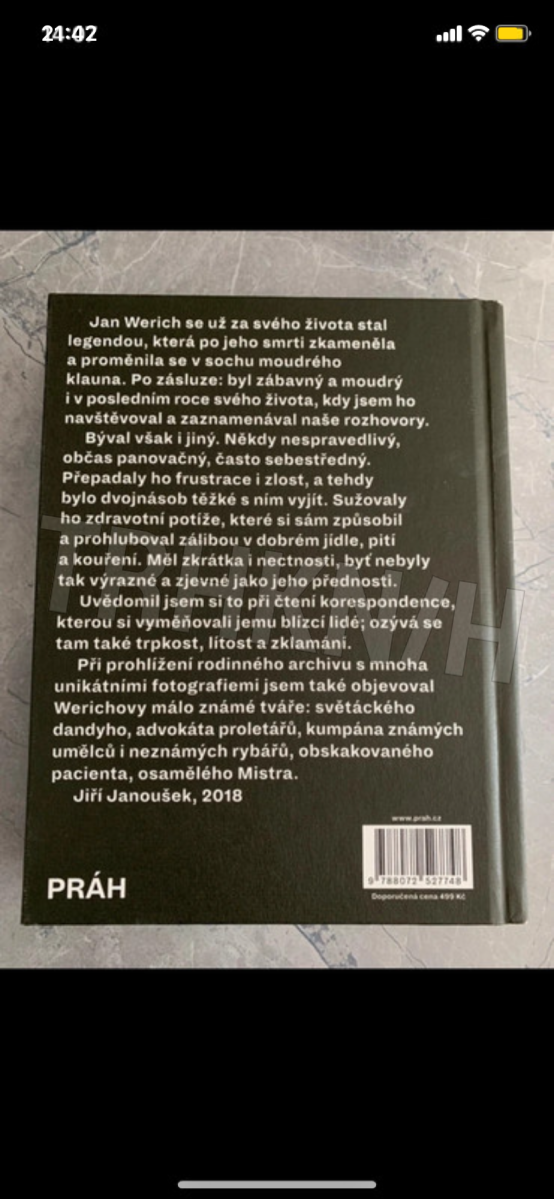 21:02
Jan Werich se už za svého života stal
legendou, která po jeho smrti zkameněla
a proměnila se v sochu moudrého
klauna. Po zásluze: byl zábavný a moudrý
i v posledním roce svého života, kdy jsem ho
navštěvoval a zaznamenával naše rozhovory.
Býval však i jiný. Někdy nespravedlivý,
občas panovačný, často sebestředný.
Přepadaly ho frustrace i zlost, a tehdy
bylo dvojnásob těžké s ním vyjít. Sužovaly
ho zdravotní potíže, které si sám způsobil
a prohluboval zálibou v dobrém jídle, pití
a kouření. Měl zkrátka i nectnosti, byť nebyly
tak výrazné a zjevné jako jeho přednosti.
Uvědomil jsem si to při čtení korespondence,
kterou si vyměňovali jemu blízcí lidé; ozývá se
tam také trpkost, lítost a zklamání.
Při prohlížení rodinného archivu s mnoha
unikátními fotografiemi jsem také objevoval
Werichovy málo známé tváře: světáckého
dandyho, advokáta proletářů, kumpána známých
umělců i neznámých rybářů, obskakovaného
pacienta, osamělého Mistra.
Jiří Janoušek, 2018
www.prah.cz
9 788072 527748
PRÁH
Doporučená cena 499 Kč
TRHKNIH